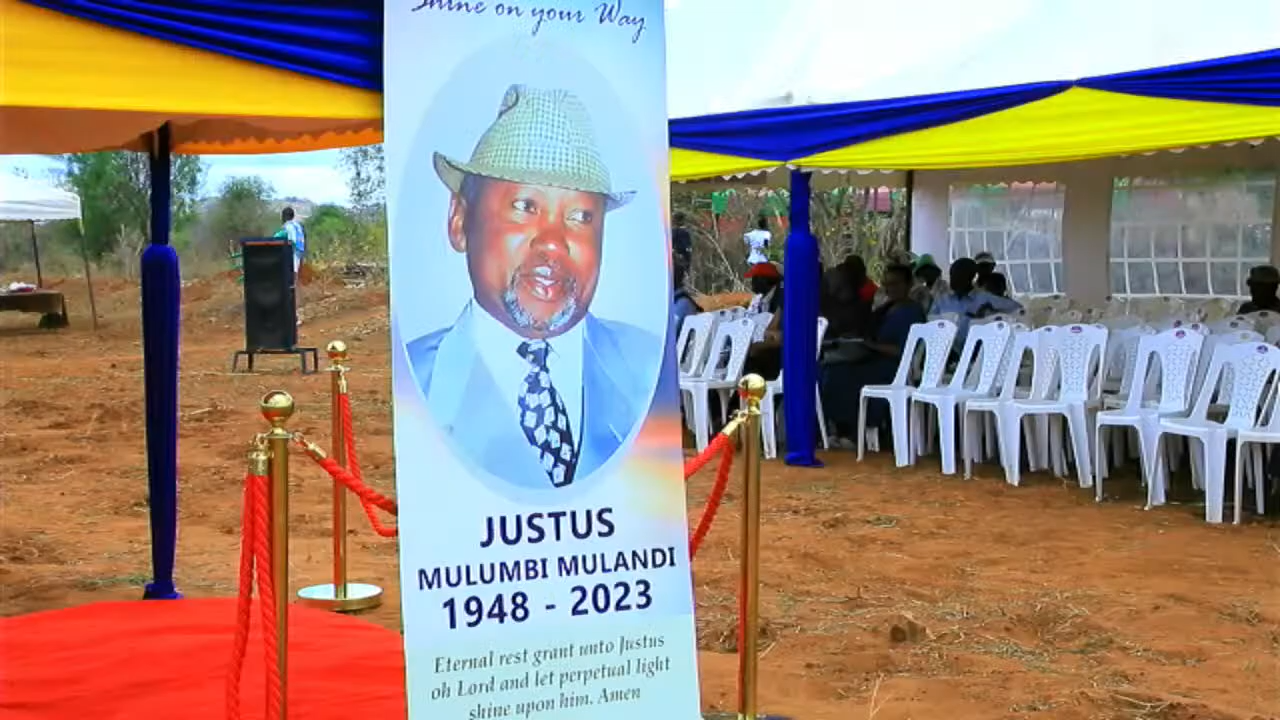 Shine on your Way
JUSTUS
MULUMBI MULANDI
1948 - 2023
Eternal rest grant unto Justus
oh Lord and let perpetual light
shine upon him. Amen